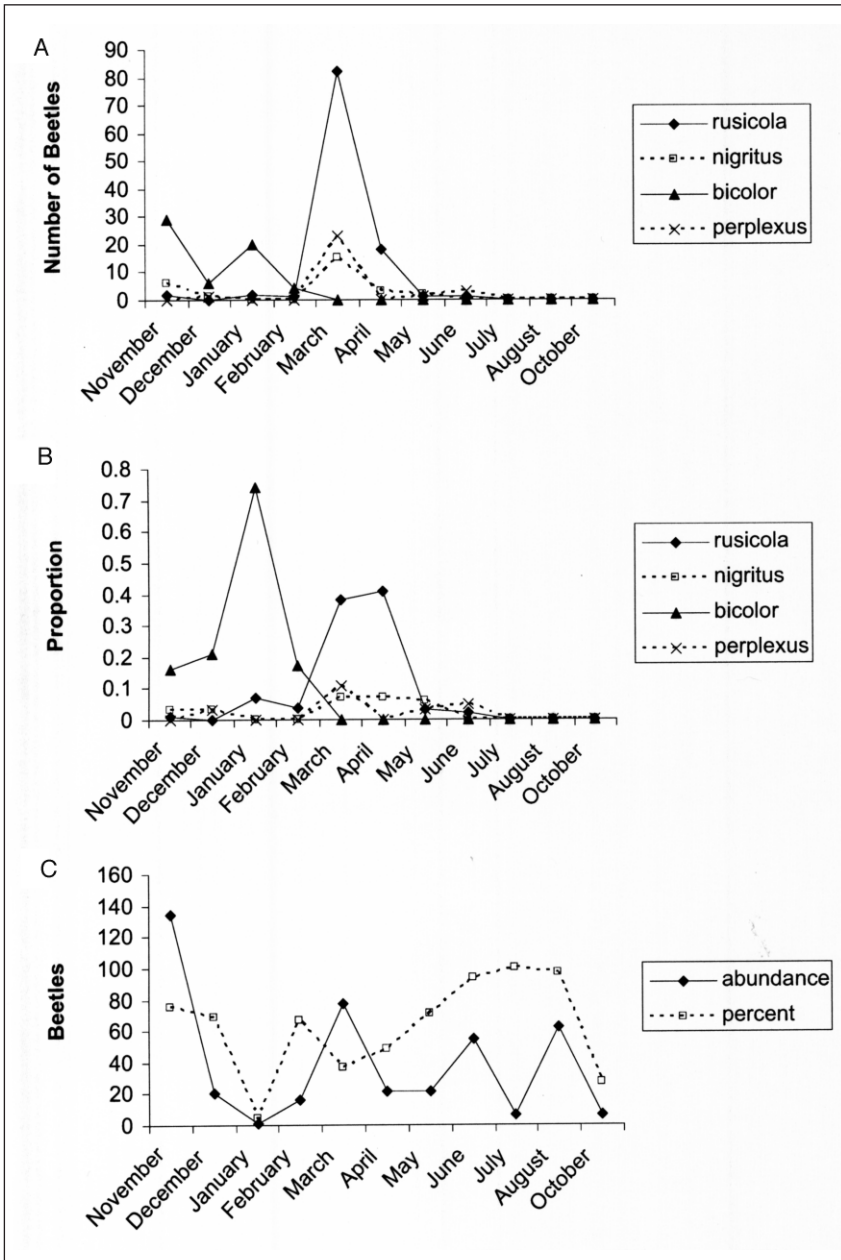 A
Number of Beetles
90
80
70
60
50
40
30
20
10
0
November
December
January
February
March
April
May
June
July
August
October
rusicola
nigritus
bicolor
perplexus
B
Proportion
0.8
0.7
0.6
0.5
0.4
0.3
0.2
0.1
0
November
December
January
February
March
April
May
June
July
August
October
rusicola
nigritus
bicolor
perplexus
C
Beetles
160
140
120
100
80
60
40
20
0
November
December
January
February
March
April
May
June
July
August
October
abundance
percent